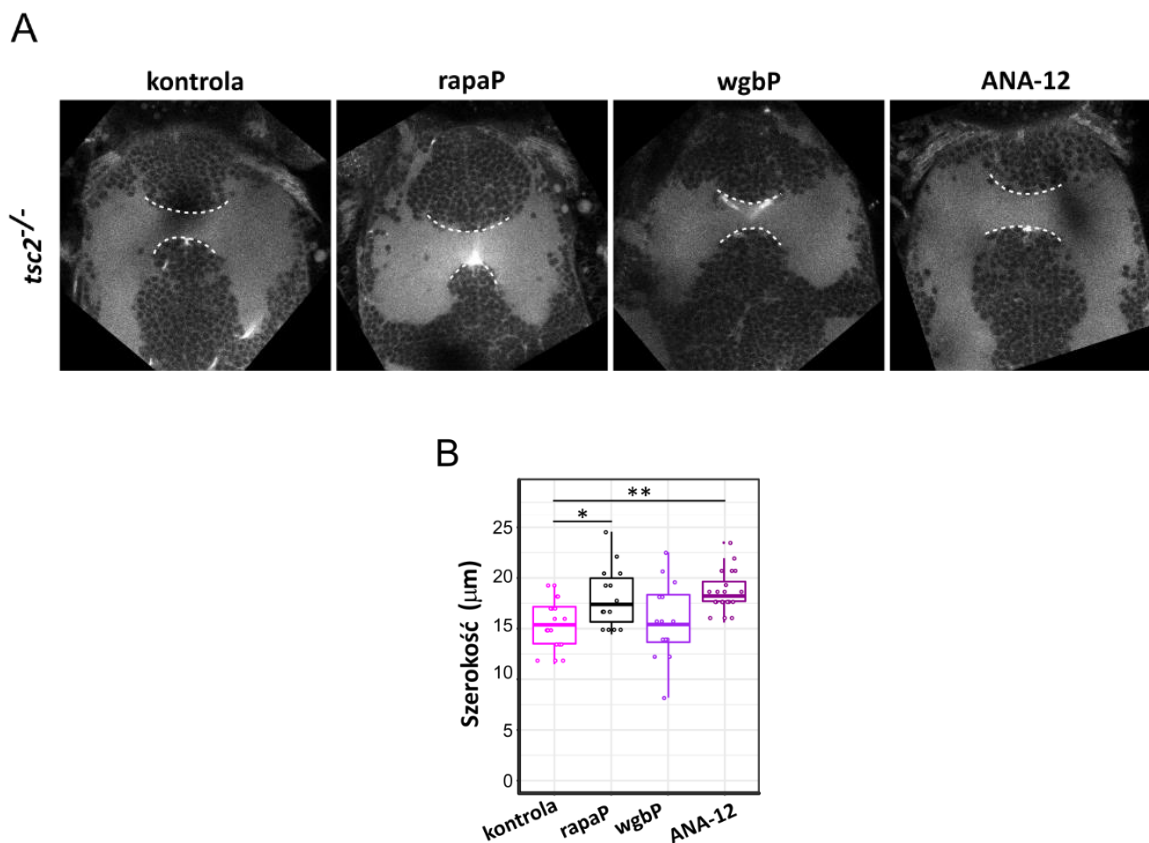 A
kontrola rapaP wgbP ANA-12
tsc2-/-
B
Szerokość (μm)
** 
*
25
20
15
10
5
0
kontrola rapaP wgbP ANA-12